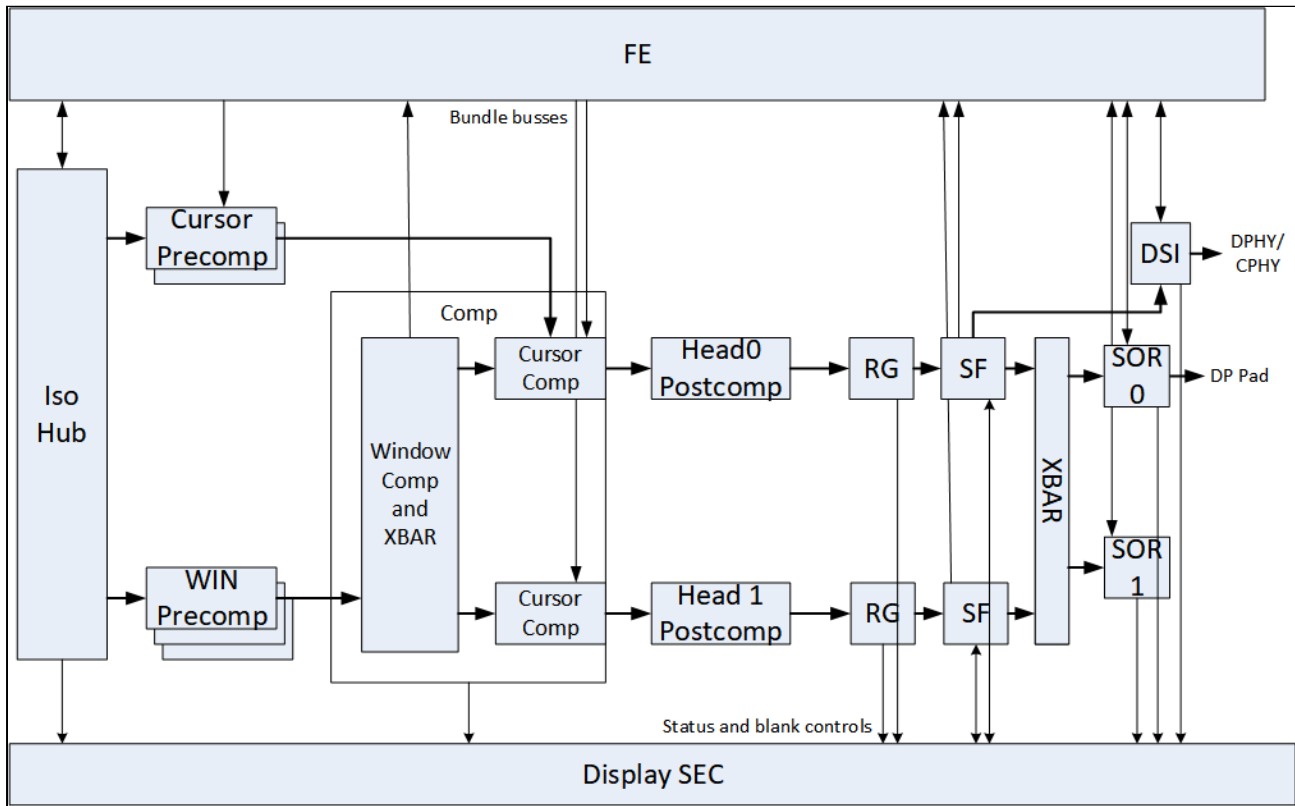 FE
Bundle busses
Cursor
Precomp
DSI
DPHY/
CPHY
Comp
Iso
Hub
Window
Comp
and
XBAR
Cursor
Comp
Head0
Postcomp
RG
SF
XBAR
SOR
0
DP Pad
WIN
Precomp
Cursor
Comp
Head 1
Postcomp
RG
SF
SOR
1
Status and blank controls
Display SEC